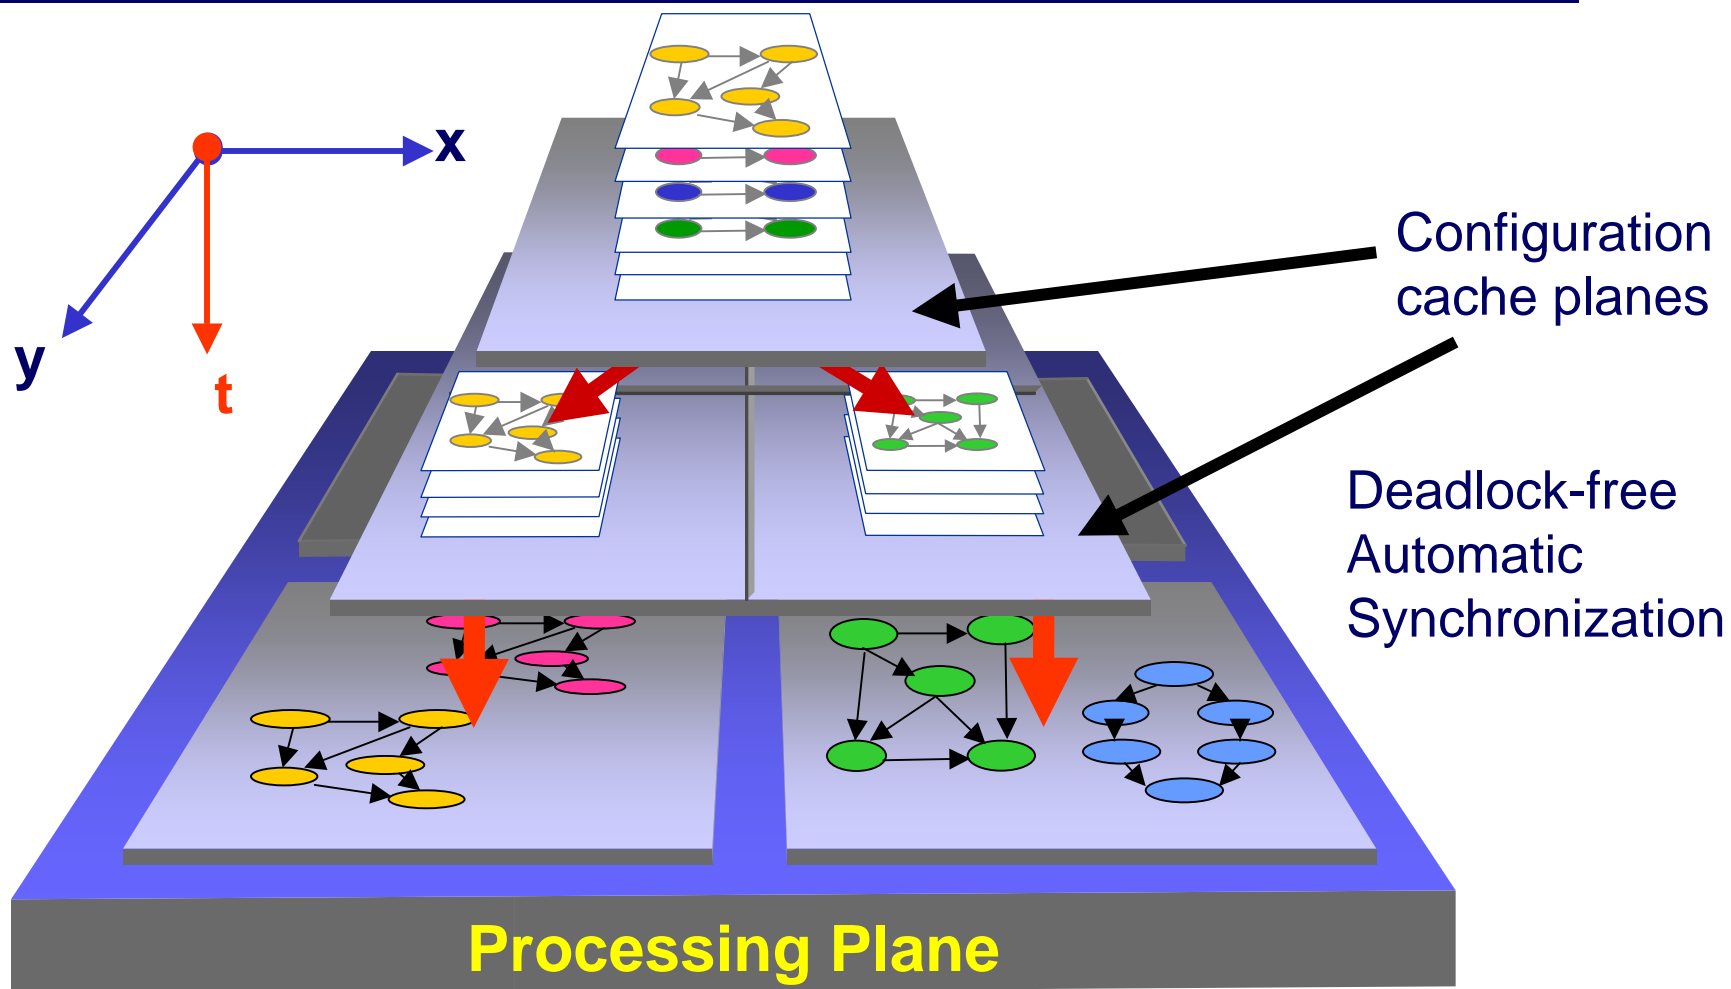 x
y
t
Configuration
cache planes
Deadlock-free
Automatic
Synchronization
Processing Plane